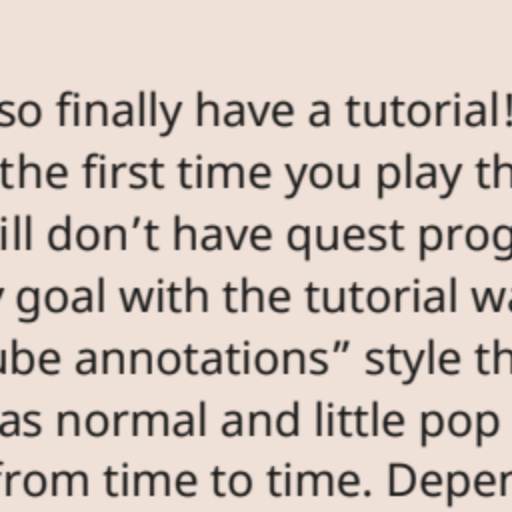 so finally have a tutorial!
the first time you play th
ill don’t have quest prog
y goal with the tutorial wa
ube annotations” style th
as normal and little pop
from time to time. Depen